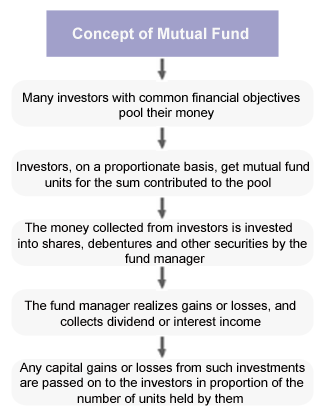 Concept of Mutual Fund
Many investors with common financial objectives
pool their money
Investors, on a proportionate basis, get mutual fund
units for the sum contributed to the pool
The money collected from investors is invested
into shares, debentures and other securities by the
fund manager
The fund manager realizes gains or losses, and
collects dividend or interest income
Any capital gains or losses from such investments
are passed on to the investors in proportion of the
number of units held by them